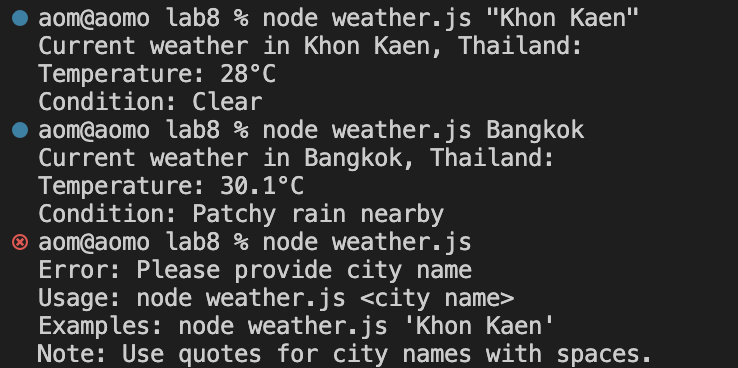 aom@aomo lab8 % node weather.js "Khon Kaen"
Current weather in Khon Kaen, Thailand:
Temperature: 28°C
Condition: Clear
aom@aomo lab8 % node weather.js Bangkok
Current weather in Bangkok, Thailand:
Temperature: 30.1°C
Condition: Patchy rain nearby
aom@aomo lab8 % node weather.js
Error: Please provide city name
Usage: node weather.js <city name>
Examples: node weather.js 'Khon Kaen'
Note: Use quotes for city names with spaces.